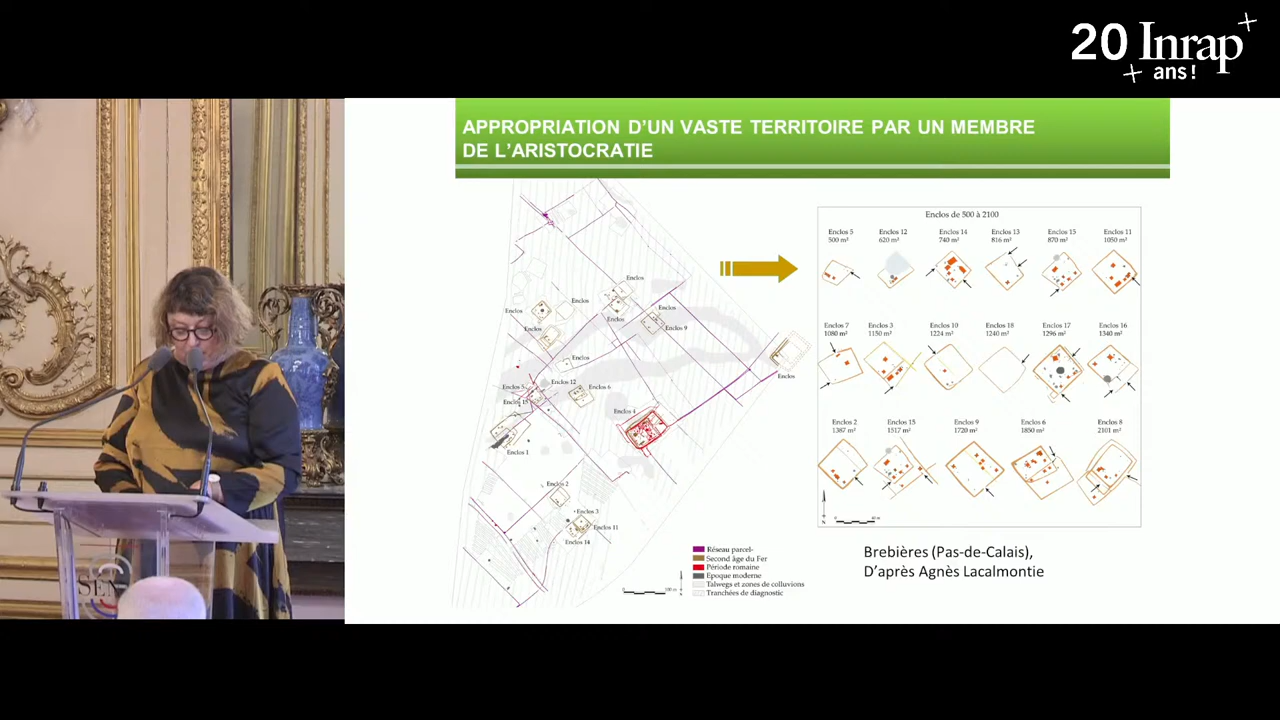 20 Inrap
ans !
APPROPRIATION D'UN VASTE TERRITOIRE PAR UN MEMBRE
DE L'ARISTOCRATIE
Enclos
Enclos
Enclos
Enclos
Enclos
Enclos
Enclos 9
Enclos
Enclos
Enclos 5
Enclos 12
Enclos 6
Enclos 15
Enclos 4
Enclos 1
Enclos 2
Enclos 3
Enclos 11
Enclos 14
Réseau parcel-
Second âge du Fer
Période romaine
Epoque moderne
Talwegs et zones de colluvions
Tranchées de diagnostic
100 m
Enclos de 500 à 2100
Enclos 5 Enclos 12 Enclos 14 Enclos 13 Enclos 15 Enclos 11
500 m² 620 m² 740 m² 816 m² 870 m² 1050 m²
Enclos 7 Enclos 3 Enclos 10 Enclos 18 Enclos 17 Enclos 16
1080 m² 1150 m² 1224 m² 1240 m² 1296 m² 1340 m²
Enclos 2 Enclos 15 Enclos 9 Enclos 6 Enclos 8
1387 m² 1517 m² 1720 m² 1850 m² 2101 m²
N
Brebières (Pas-de-Calais),
D'après Agnès Lacalmontie
SEN